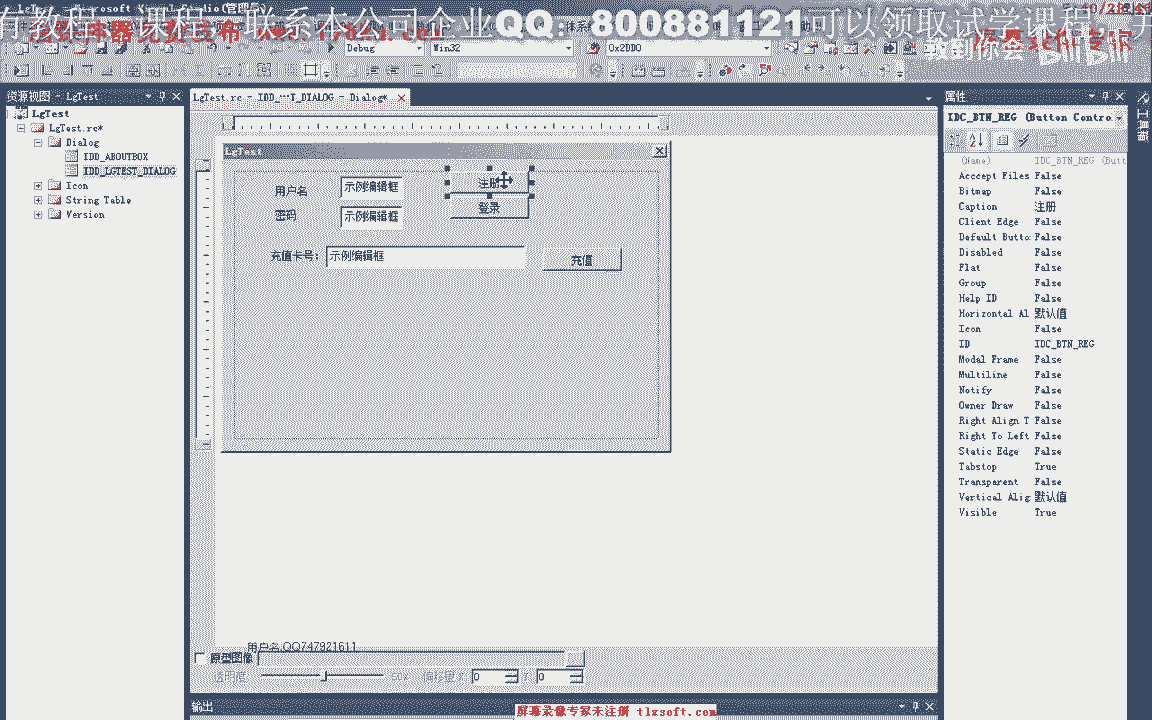 有教程 课程 联系本公司企业QQ：800881121可以领取试学课程
Debug Win32 0x2DD0
资源视图 - LgTest
LgTest.rc - IDD_···T_DIALOG - Dialog*
属性
工具箱
LgTest
LgTest.rc*
Dialog
IDD_ABOUTBOX
IDD_LGTEST_DIALOG
Icon
String Table
Version
LgTest
用户名 示例编辑框 注册
密码 示例编辑框 登录
充值卡号： 示例编辑框 充值
IDC_BTN_REG (Button Contro
(Name) IDC_BTN_REG (Butt
Accept Files False
Bitmap False
Caption 注册
Client Edge False
Default Butto False
Disabled False
Flat False
Group False
Help ID False
Horizontal Al 默认值
Icon False
ID IDC_BTN_REG
Modal Frame False
Multiline False
Notify False
Owner Draw False
Right Align T False
Right To Left False
Static Edge False
Tabstop True
Transparent False
Vertical Alig 默认值
Visible True
用户名:QQ747921611
原型图像
透明度: 50% 偏移量 X: 0 Y: 0
输出
屏幕录像专家未注册 tlxsoft.com